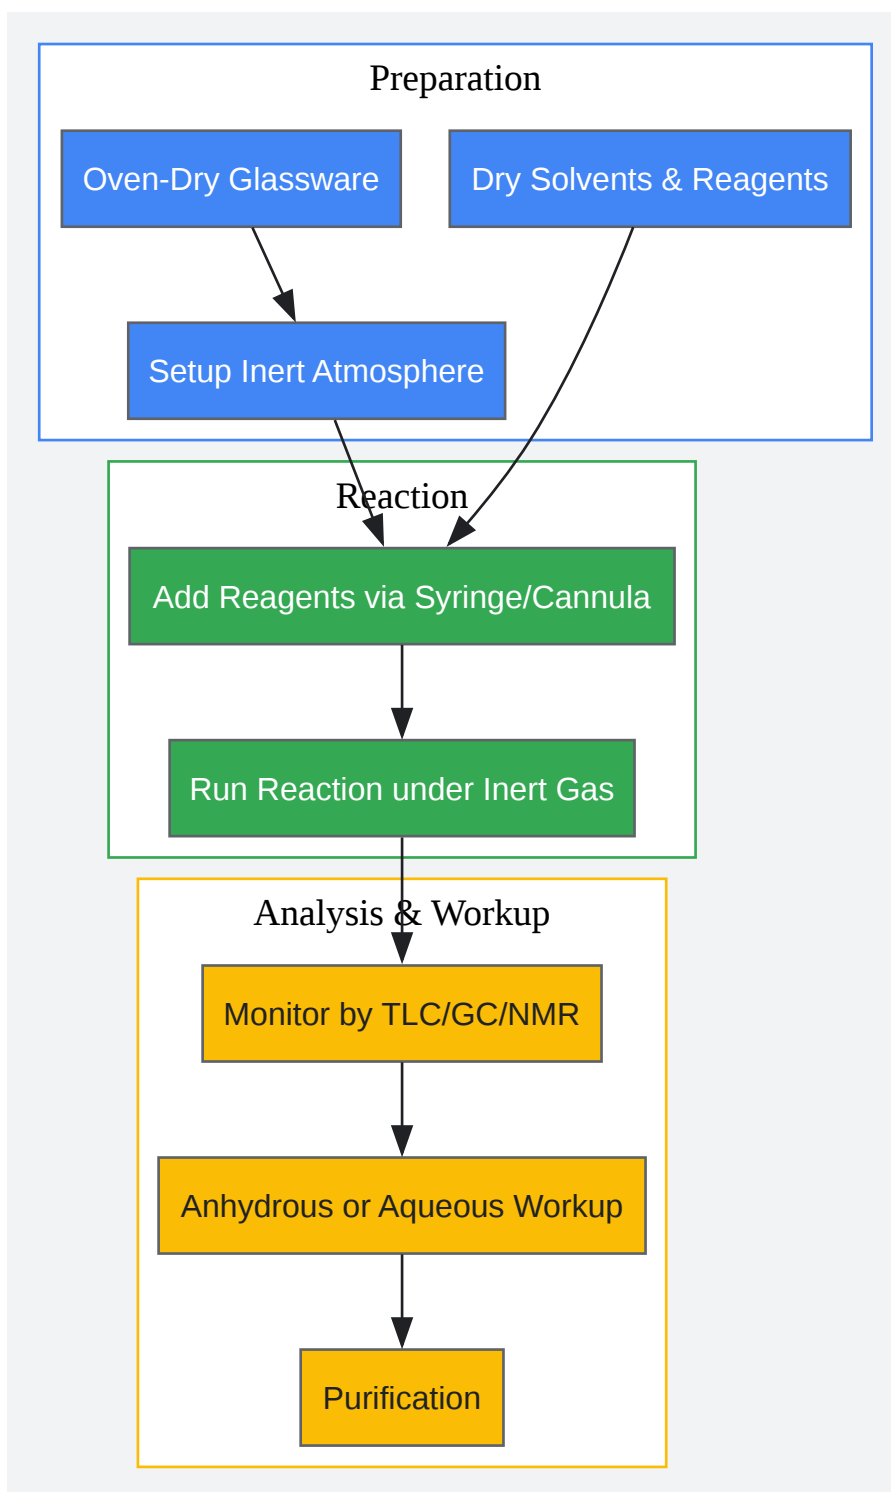 Preparation
Oven-Dry Glassware
Dry Solvents & Reagents
Setup Inert Atmosphere
Reaction
Add Reagents via Syringe/Cannula
Run Reaction under Inert Gas
Analysis & Workup
Monitor by TLC/GC/NMR
Anhydrous or Aqueous Workup
Purification